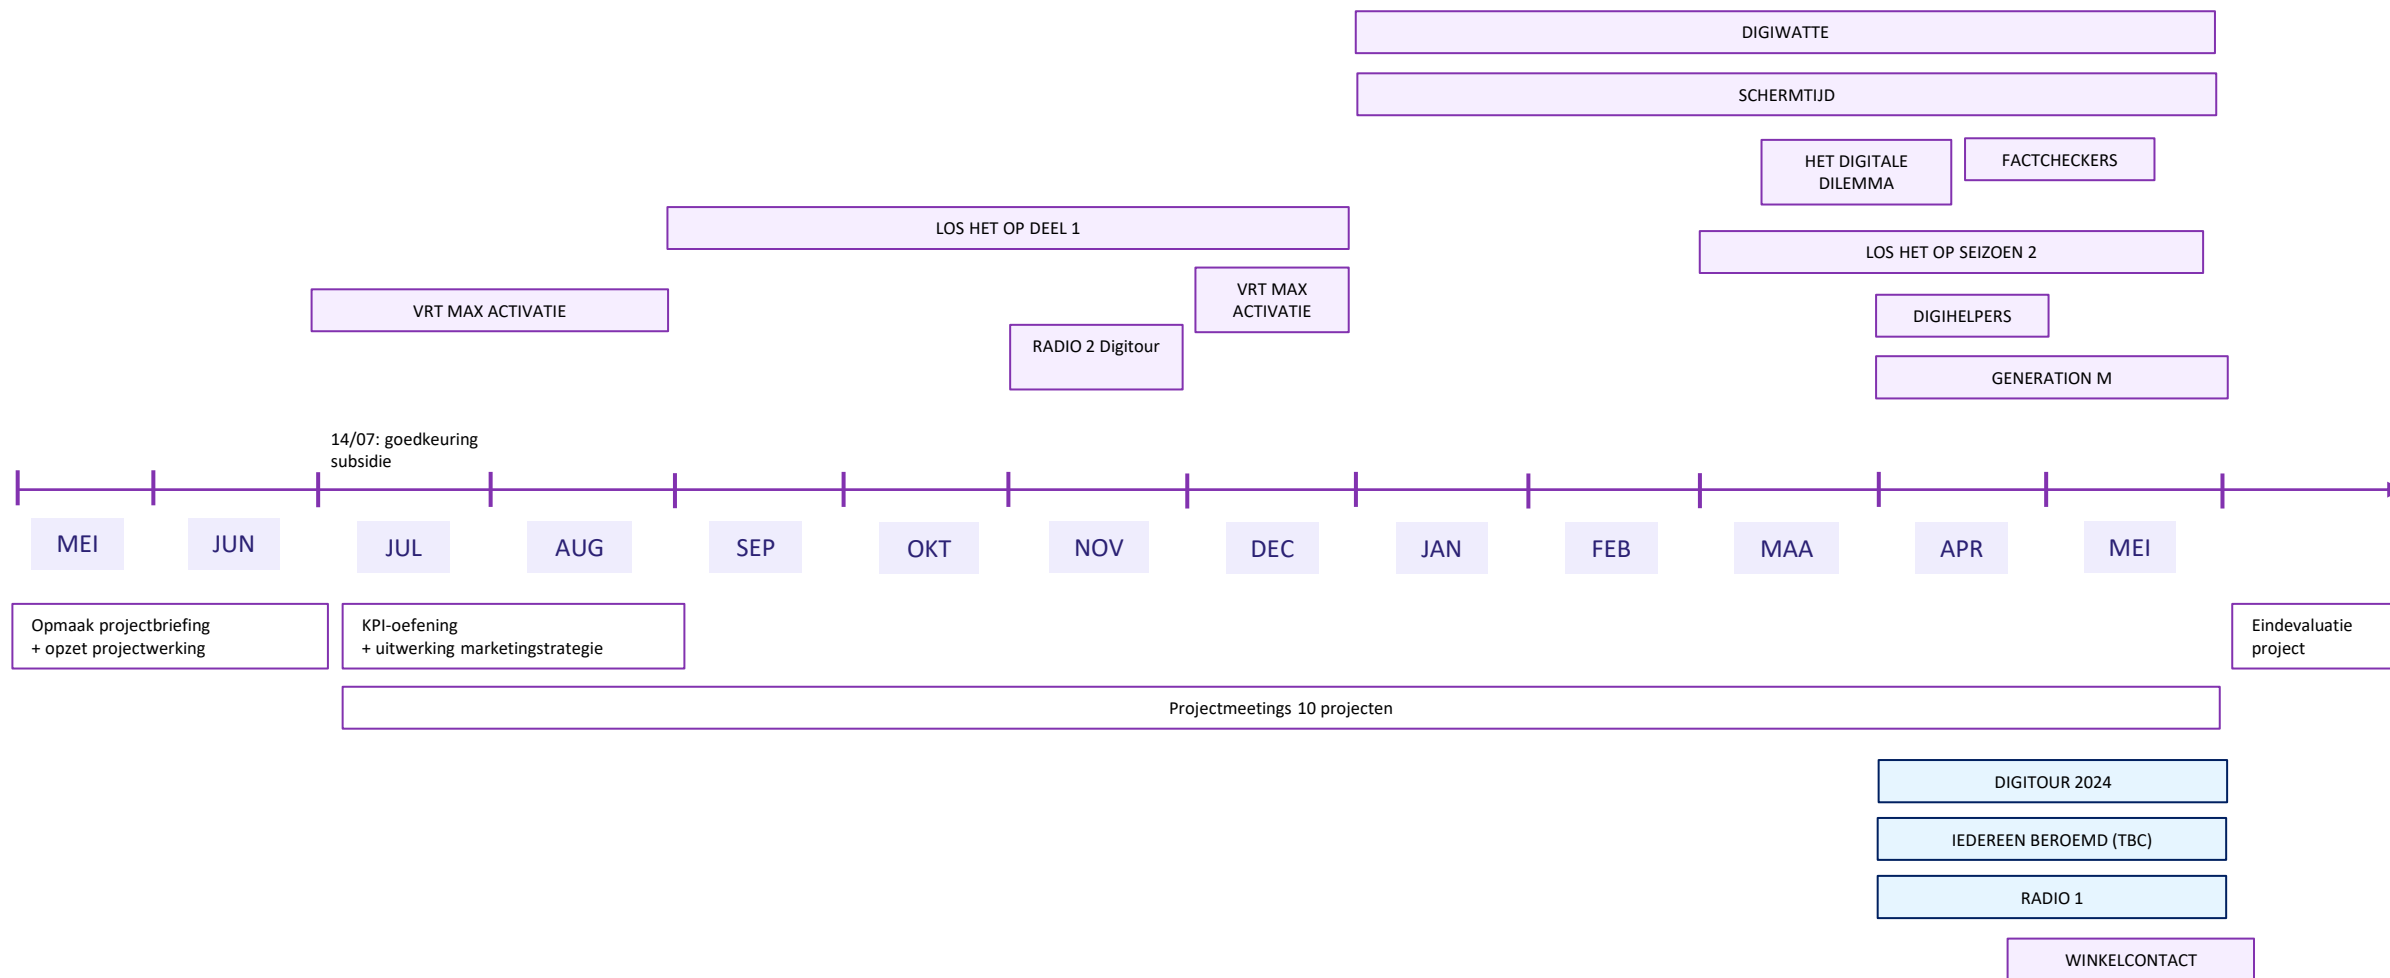 DIGIWATTE
SCHERMTIJD
HET DIGITALE
DILEMMA
FACTCHECKERS
LOS HET OP DEEL 1
LOS HET OP SEIZOEN 2
VRT MAX ACTIVATIE
VRT MAX
ACTIVATIE
DIGIHELPERS
RADIO 2 Digitour
GENERATION M
14/07: goedkeuring
subsidie
MEI
JUN
JUL
AUG
SEP
OKT
NOV
DEC
JAN
FEB
MAA
APR
MEI
Opmaak projectbriefing
+ opzet projectwerking
KPI-oefening
+ uitwerking marketingstrategie
Eindevaluatie
project
Projectmeetings 10 projecten
DIGITOUR 2024
IEDEREEN BEROEMD (TBC)
RADIO 1
WINKELCONTACT